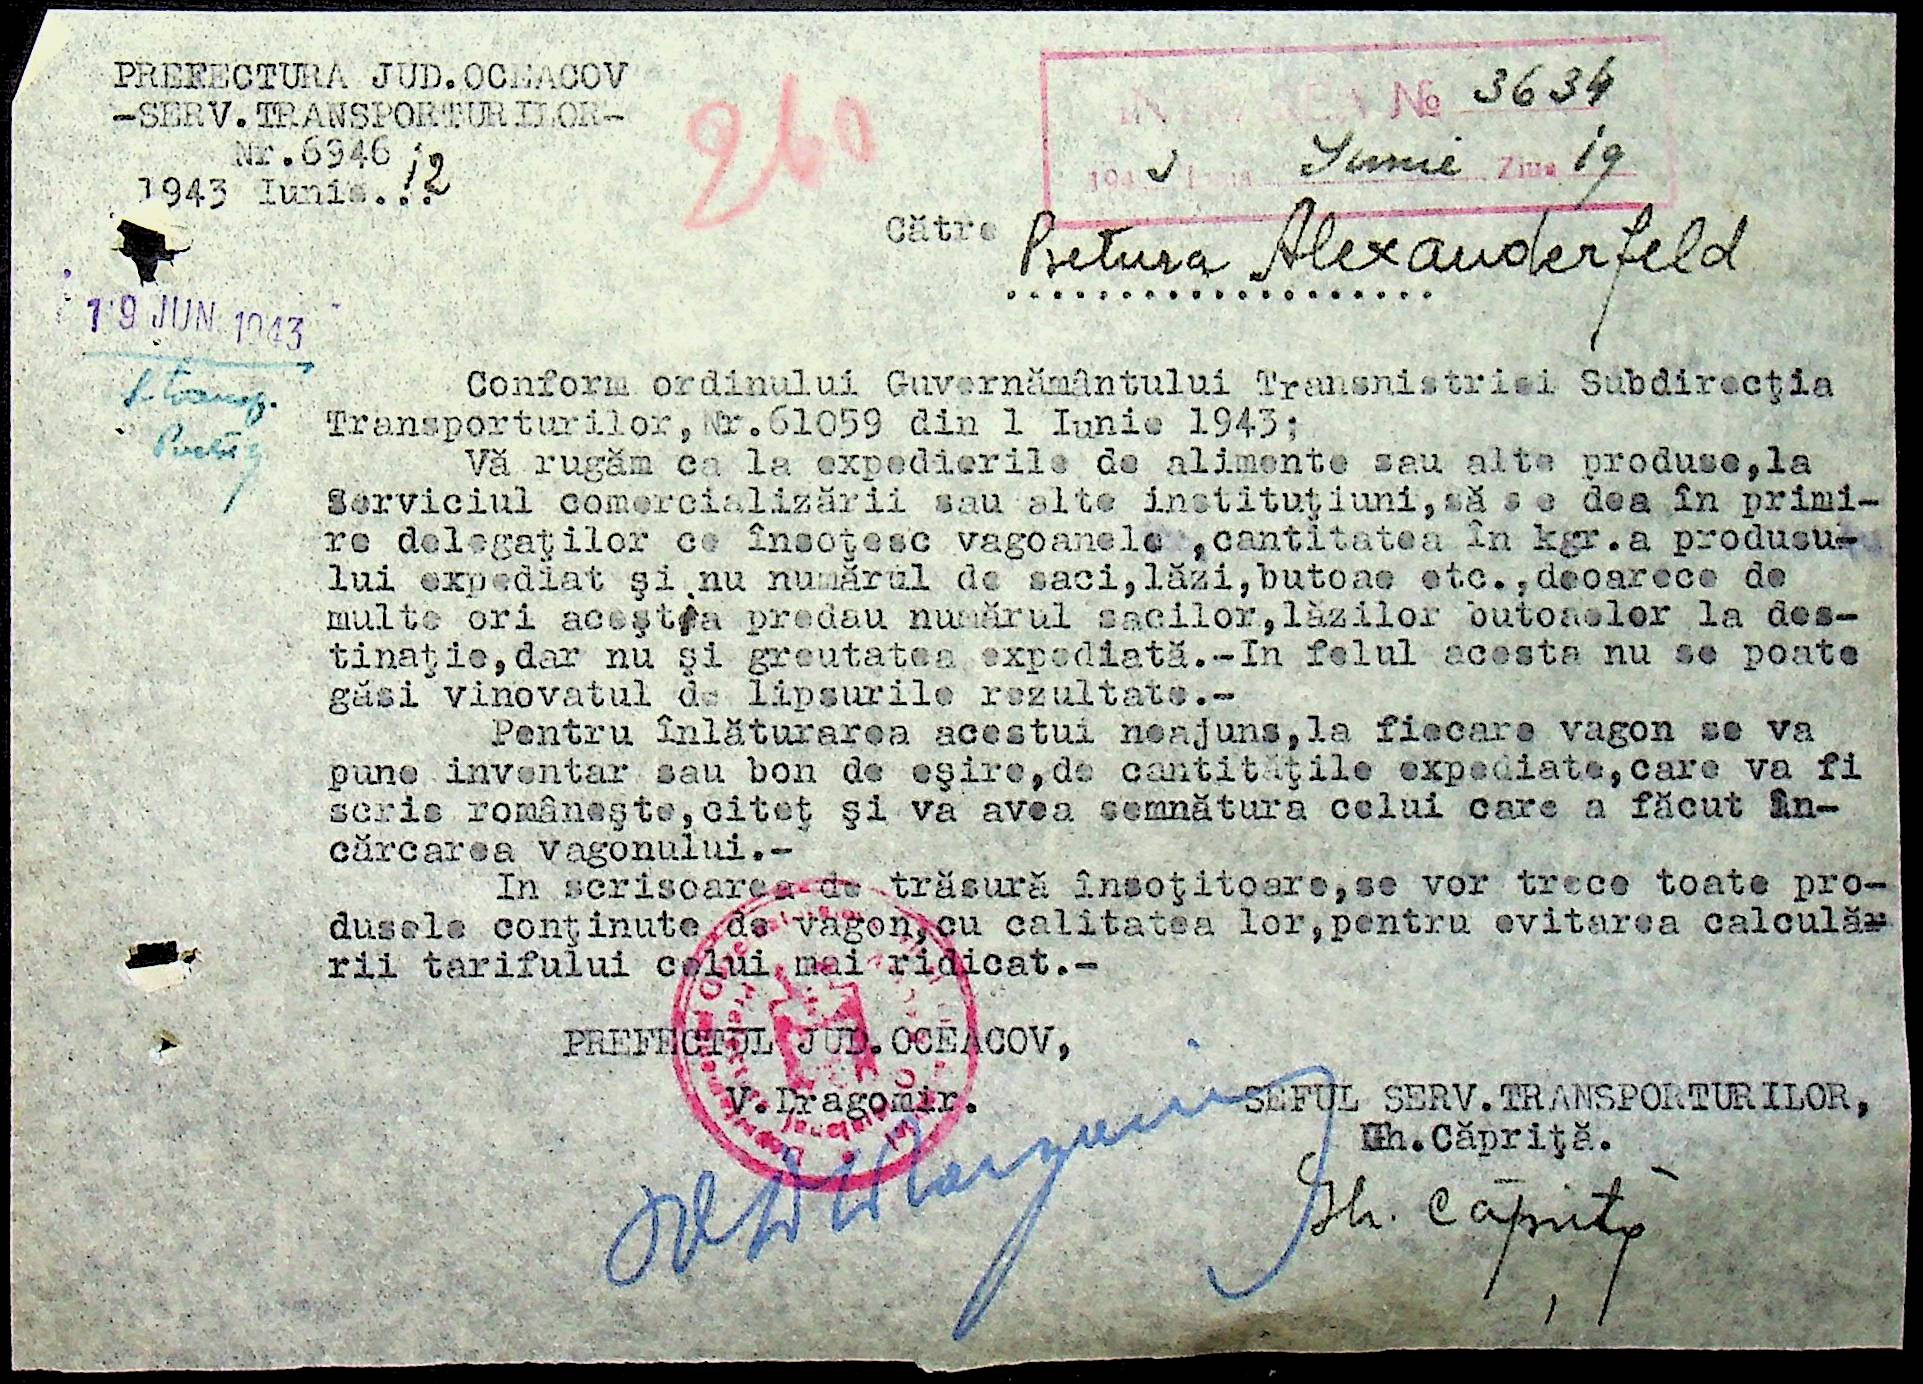 PREFECTURA JUD.OCEACOV
-SERV.TRANSPORTURILOR-
Nr.6946
1943 Iunie...12
260
INTRAREA № 3634
194 3 Luna Iunie Ziua 19
Către Pretura Alexanderfeld
....................
19 JUN. 1943
Conform ordinului Guvernământului Transnistriei Subdirecţia
Transporturilor,Nr.61059 din 1 Iunie 1943;
Vă rugăm ca la expedierile de alimente sau alte produse,la
Serviciul comercializării sau alte instituţiuni,să se dea în primi-
re delegaţilor ce însoţesc vagoanele ,cantitatea în kgr.a produsu-
lui expediat şi nu numărul de saci,lăzi,butoae etc.,deoarece de
multe ori aceştea predau numărul sacilor,lăzilor butoaelor la des-
tinaţie,dar nu şi greutatea expediată.-In felul acesta nu se poate
găsi vinovatul de lipsurile rezultate.-
Pentru înlăturarea acestui neajuns,la fiecare vagon se va
pune inventar sau bon de eşire,de cantităţile expediate,care va fi
scris româneşte,citeţ şi va avea semnătura celui care a făcut în-
cărcarea vagonului.-
In scrisoarea de trăsură însoţitoare,se vor trece toate pro-
dusele conţinute de vagon,cu calitatea lor,pentru evitarea calculă-
rii tarifului celui mai ridicat.-
PREFECTUL JUD.OCEACOV,
V.Dragomir.
SEFUL SERV.TRANSPORTURILOR,
Gh.Căpriţă.
Gh. Căpriţă